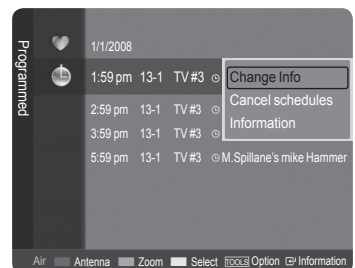 Programmed
1/1/2008
1:59 pm 13-1 TV #3
Change Info
Cancel schedules
Information
2:59 pm 13-1 TV #3
3:59 pm 13-1 TV #3
5:59 pm 13-1 TV #3 M.Spillane's mike Hammer
Air Antenna Zoom Select TOOLS Option Information